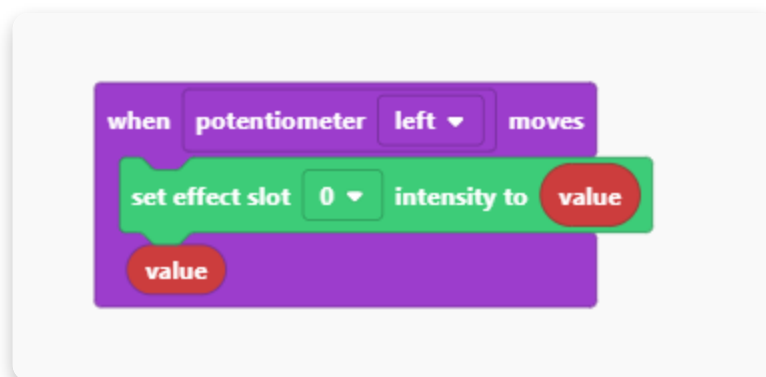 when potentiometer left moves
set effect slot 0 intensity to value
value